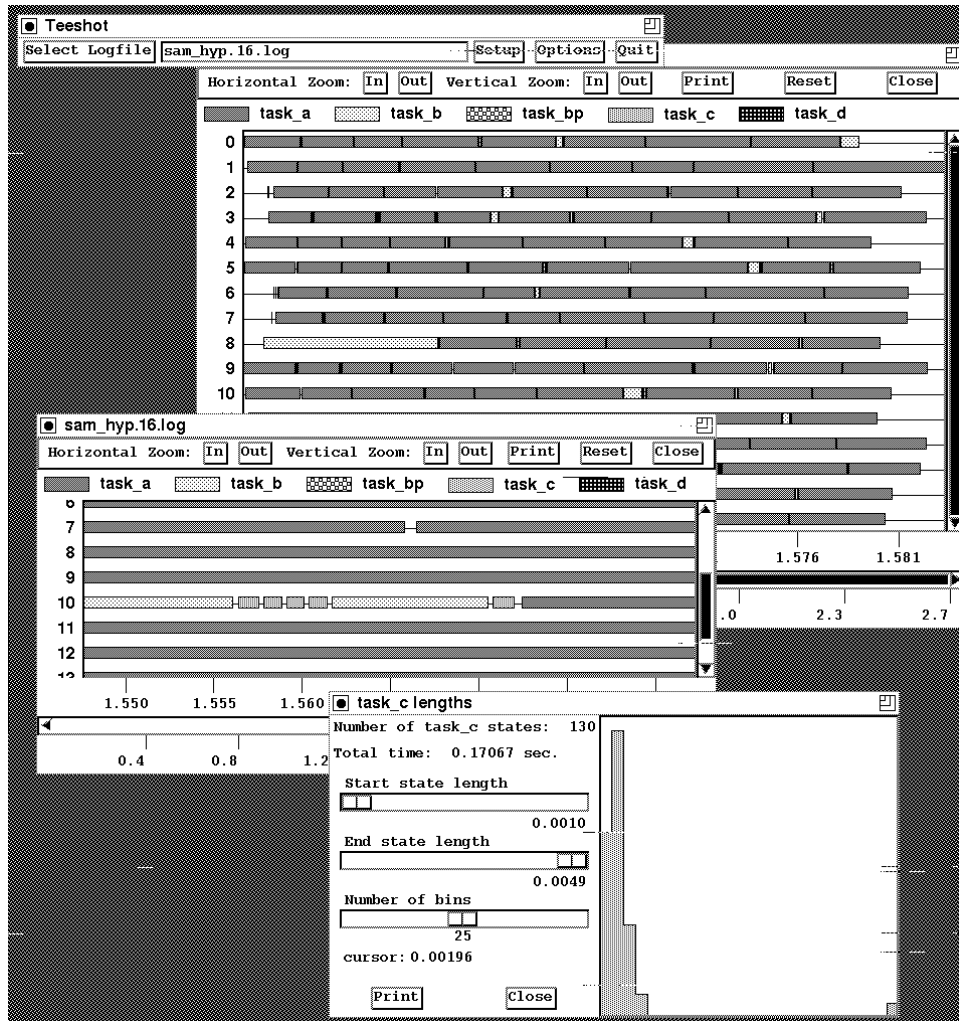 Teeshot
Select Logfile sam_hyp.16.log Setup Options Quit
Horizontal Zoom: In Out Vertical Zoom: In Out Print Reset Close
task_a task_b task_bp task_c task_d
0
1
2
3
4
5
6
7
8
9
10
1.576 1.581
.0 2.3 2.7
sam_hyp.16.log
Horizontal Zoom: In Out Vertical Zoom: In Out Print Reset Close
task_a task_b task_bp task_c task_d
6
7
8
9
10
11
12
13
1.550 1.555 1.560
0.4 0.8 1.2
task_c lengths
Number of task_c states: 130
Total time: 0.17067 sec.
Start state length
0.0010
End state length
0.0049
Number of bins
25
cursor: 0.00196
Print Close